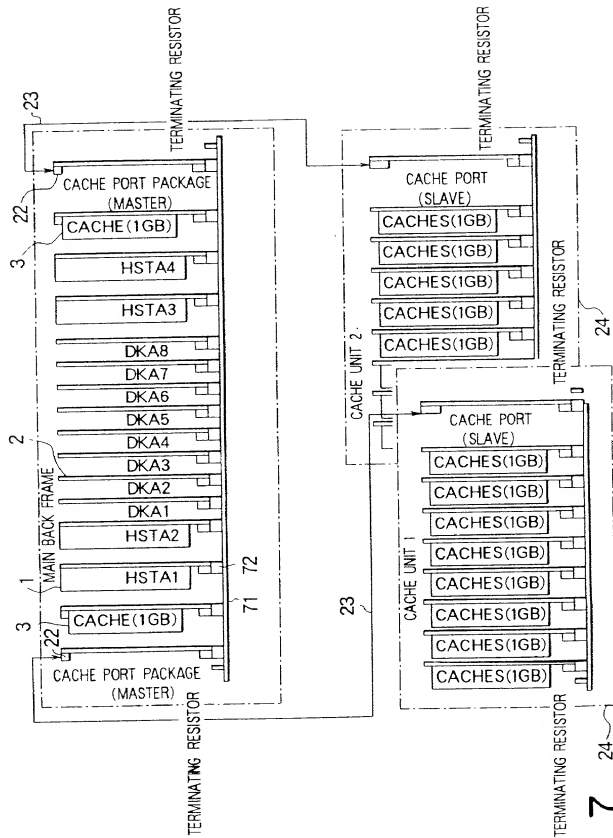 23
TERMINATING RESISTOR
22
CACHE PORT PACKAGE
(MASTER)
3
CACHE(1GB)
HSTA4
HSTA3
DKA8
DKA7
DKA6
DKA5
DKA4
DKA3
2
DKA2
DKA1
MAIN BACK FRAME
HSTA2
1
HSTA1
72
71
3
CACHE(1GB)
22
CACHE PORT PACKAGE
(MASTER)
TERMINATING RESISTOR
TERMINATING RESISTOR
CACHE PORT
(SLAVE)
CACHES(1GB)
CACHES(1GB)
CACHES(1GB)
CACHES(1GB)
CACHES(1GB)
CACHE UNIT 2
24
TERMINATING RESISTOR
CACHE PORT
(SLAVE)
CACHES(1GB)
CACHES(1GB)
CACHES(1GB)
CACHES(1GB)
CACHES(1GB)
CACHES(1GB)
CACHES(1GB)
CACHES(1GB)
CACHE UNIT 1
23
TERMINATING RESISTOR
24
7